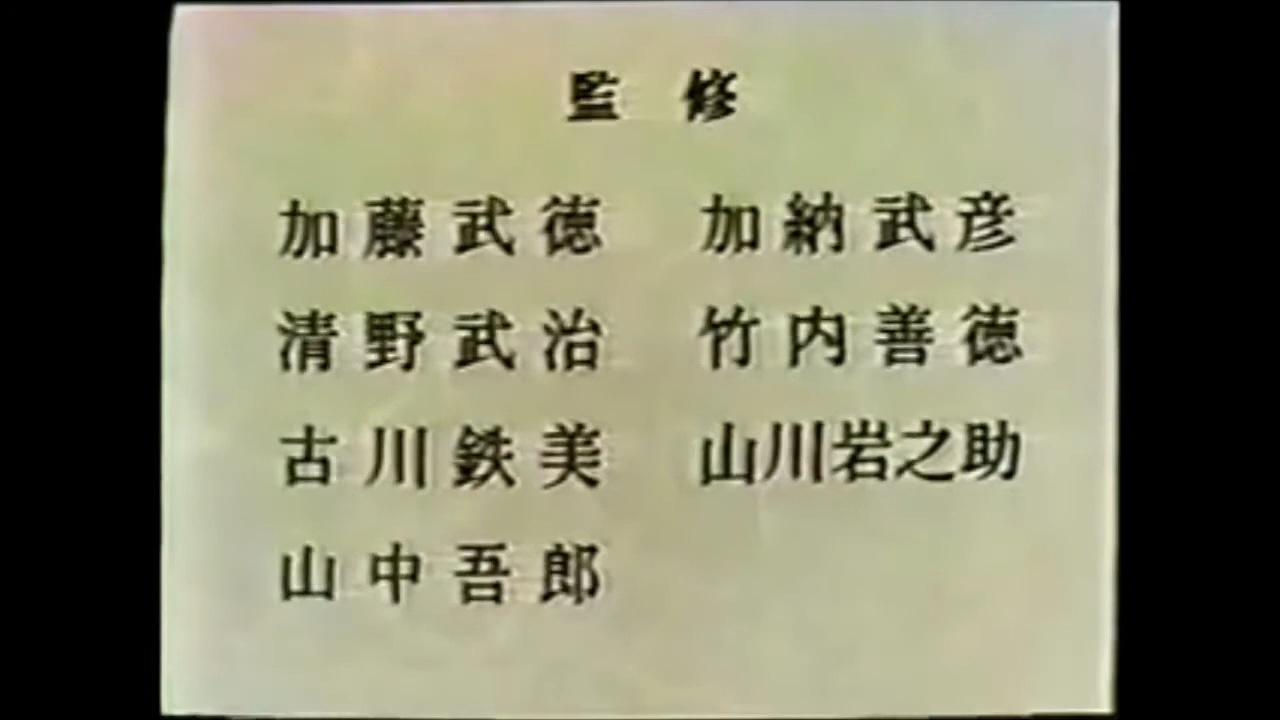 監修
加藤武徳 加納武彦
清野武治 竹内善徳
古川鉄美 山川岩之助
山中吾郎